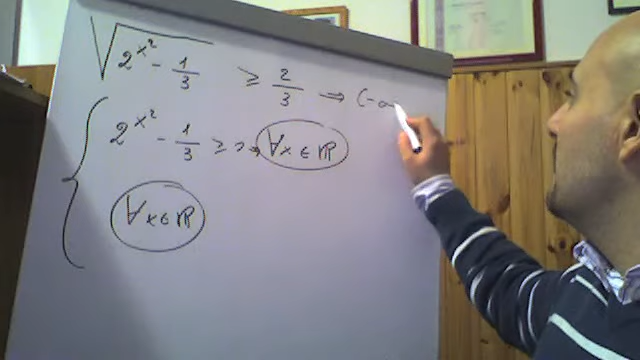 √(2^(x²) - 1/3) ≥ 2/3 ⇒ (-∞
2^(x²) - 1/3 ≥ 0 ⇒ ∀x∈ℝ
∀x∈ℝ